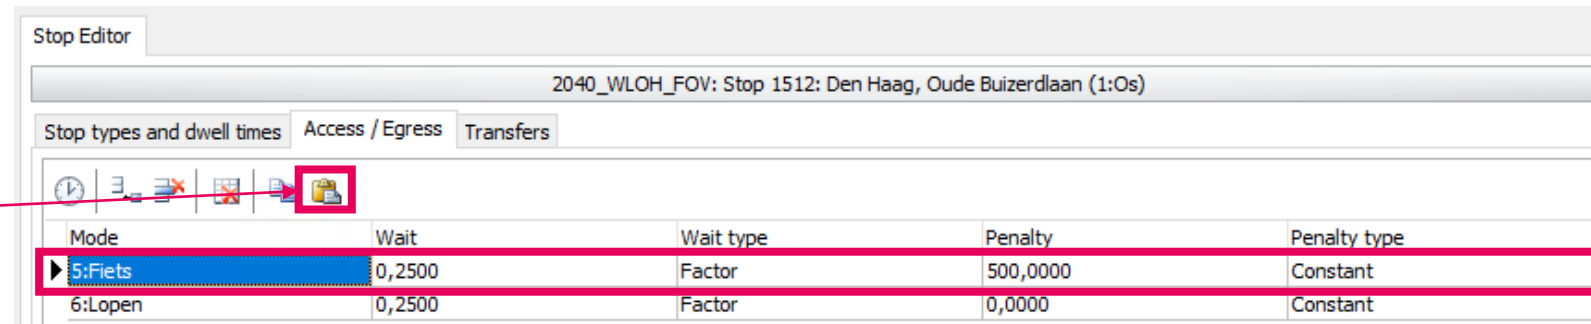 Stop Editor
2040_WLOH_FOV: Stop 1512: Den Haag, Oude Buizerdlaan (1:Os)
Stop types and dwell times Access / Egress Transfers
Mode Wait Wait type Penalty Penalty type
5:Fiets 0,2500 Factor 500,0000 Constant
6:Lopen 0,2500 Factor 0,0000 Constant